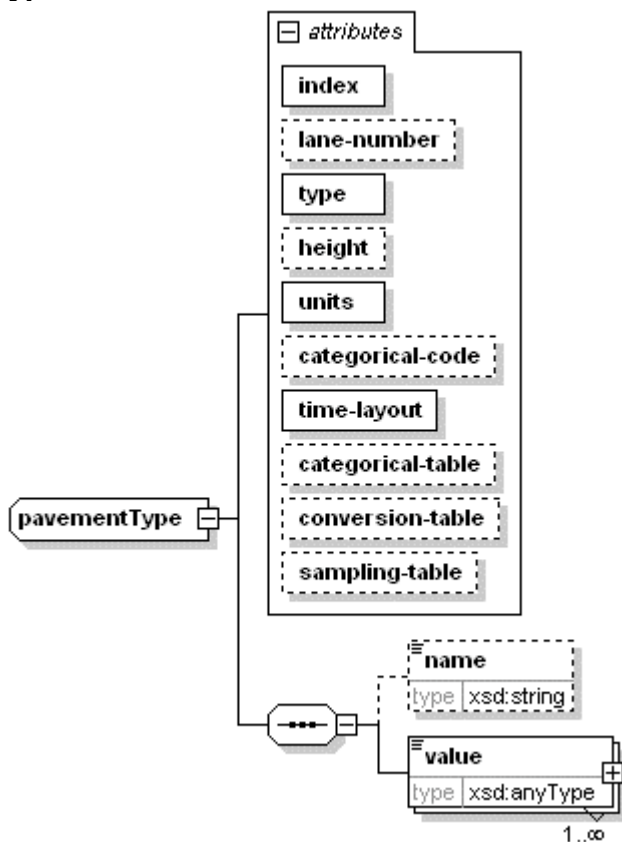 attributes
index
lane-number
type
height
units
categorical-code
time-layout
categorical-table
conversion-table
sampling-table
pavementType
name
type xsd:string
value
type xsd:anyType
1..∞